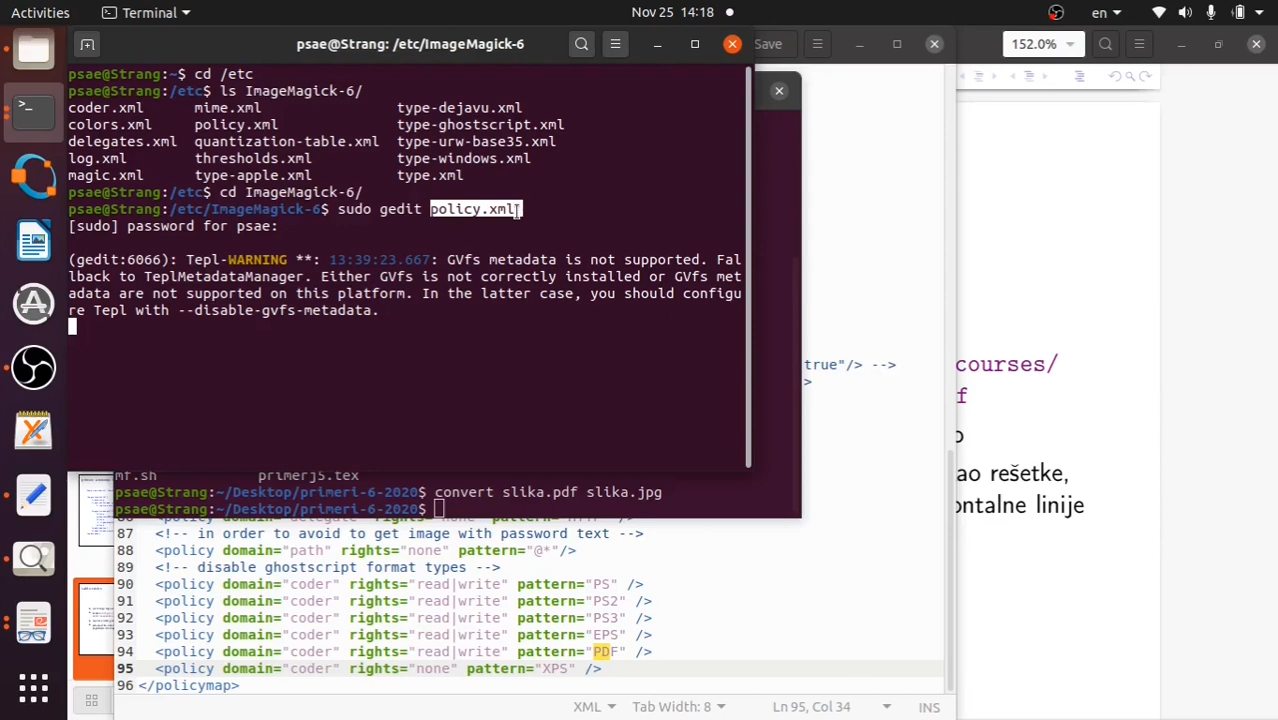 Activities
Terminal
Nov 25 14:18
en
psae@Strang: /etc/ImageMagick-6
Save
152.0%
psae@Strang:~$ cd /etc
psae@Strang:/etc$ ls ImageMagick-6/
coder.xml mime.xml type-dejavu.xml
colors.xml policy.xml type-ghostscript.xml
delegates.xml quantization-table.xml type-urw-base35.xml
log.xml thresholds.xml type-windows.xml
magic.xml type-apple.xml type.xml
psae@Strang:/etc$ cd ImageMagick-6/
psae@Strang:/etc/ImageMagick-6$ sudo gedit policy.xml
[sudo] password for psae:
(gedit:6066): Tepl-WARNING **: 13:39:23.667: GVfs metadata is not supported. Fal
lback to TeplMetadataManager. Either GVfs is not correctly installed or GVfs met
adata are not supported on this platform. In the latter case, you should configu
re Tepl with --disable-gvfs-metadata.
true"/> -->
>
courses/
f
o
ao rešetke,
ontalne linije
mf.sh primerj5.tex
psae@Strang:~/Desktop/primeri-6-2020$ convert slika.pdf slika.jpg
psae@Strang:~/Desktop/primeri-6-2020$
87 <!-- in order to avoid to get image with password text -->
88 <policy domain="path" rights="none" pattern="@*"/>
89 <!-- disable ghostscript format types -->
90 <policy domain="coder" rights="read|write" pattern="PS" />
91 <policy domain="coder" rights="read|write" pattern="PS2" />
92 <policy domain="coder" rights="read|write" pattern="PS3" />
93 <policy domain="coder" rights="read|write" pattern="EPS" />
94 <policy domain="coder" rights="read|write" pattern="PDF" />
95 <policy domain="coder" rights="none" pattern="XPS" />
96 </policymap>
XML Tab Width: 8 Ln 95, Col 34 INS